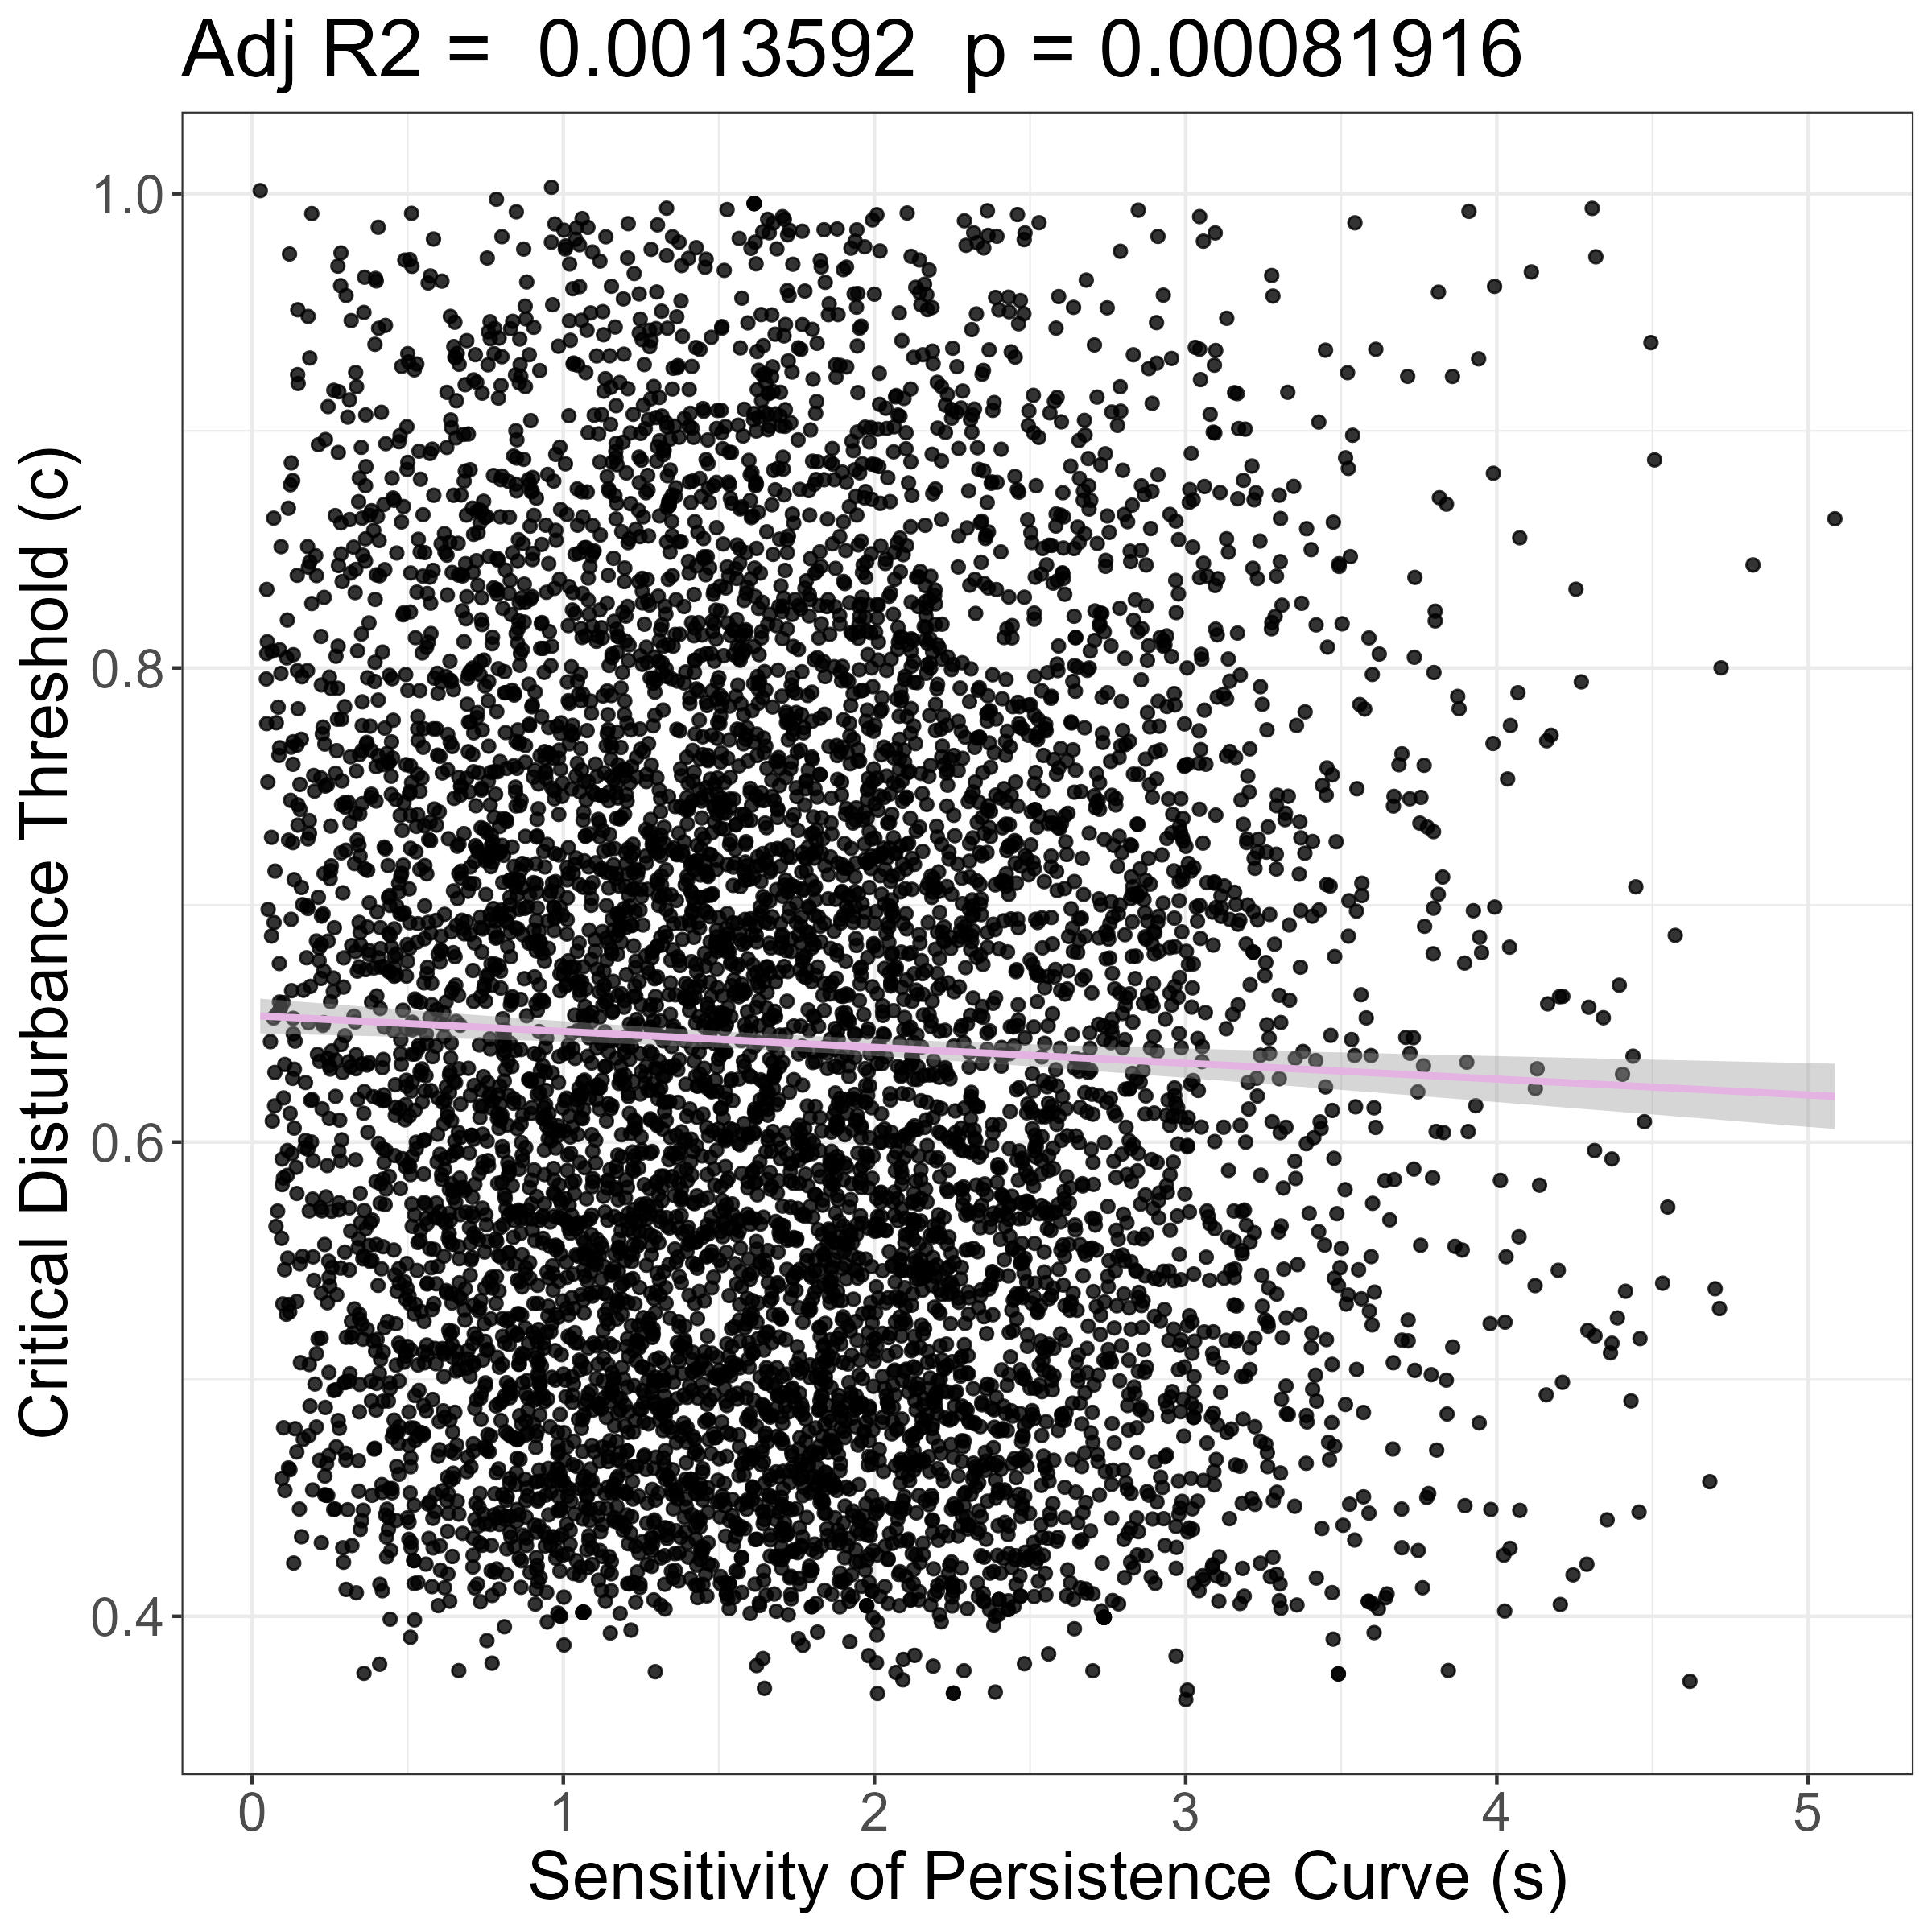 Adj R2 =  0.0013592  p = 0.00081916
Critical Disturbance Threshold (c)
1.0
0.8
0.6
0.4
0 1 2 3 4 5
Sensitivity of Persistence Curve (s)